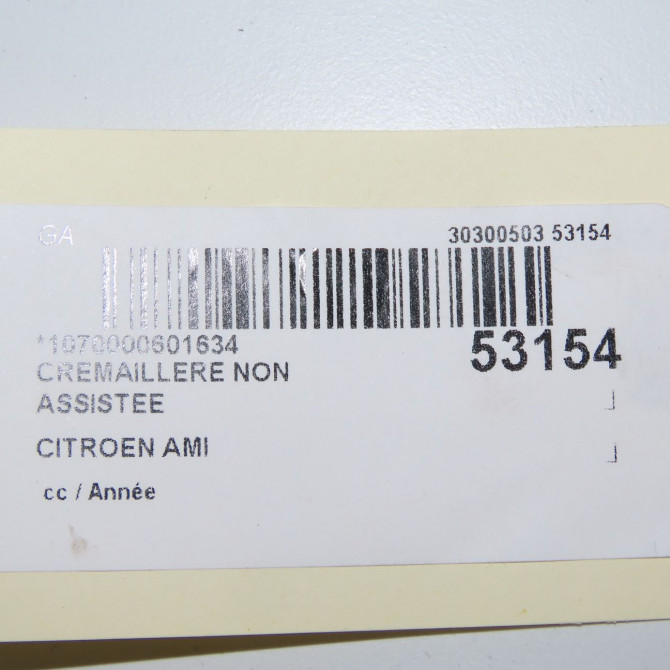 GA
30300503 53154
*1070000601634
53154
CREMAILLERE NON
ASSISTEE
CITROEN AMI
cc / Année